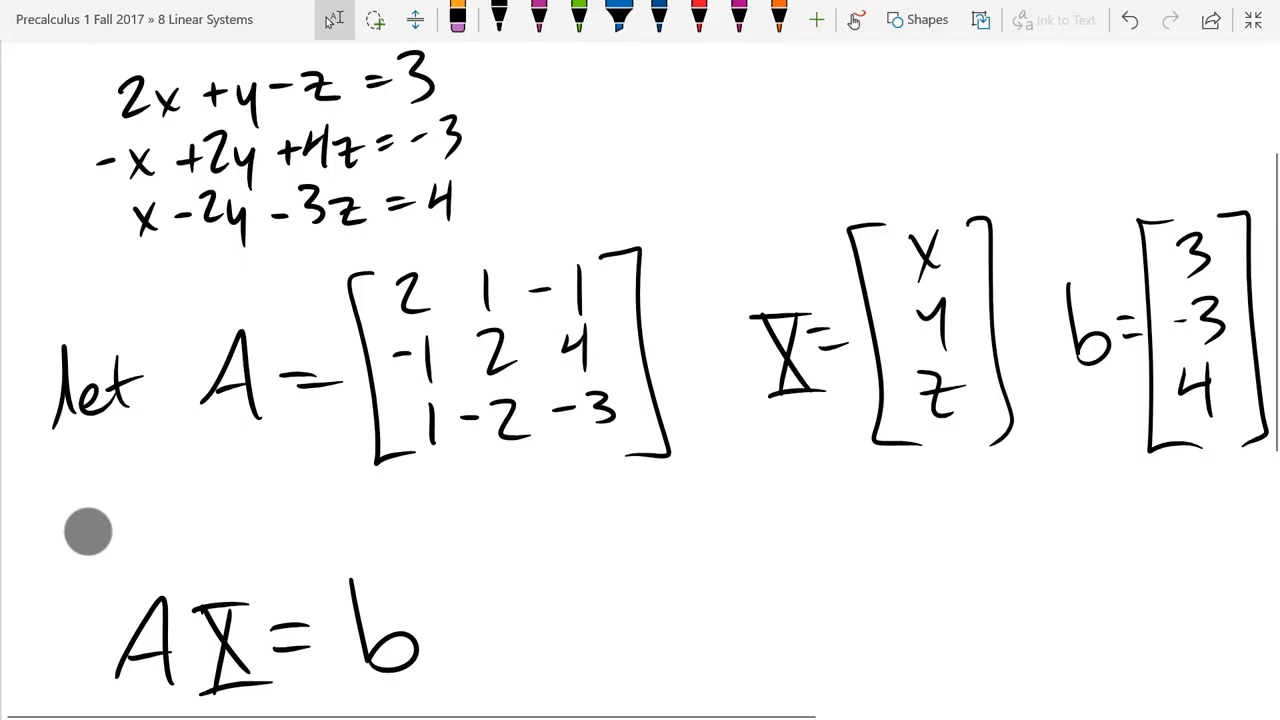 Precalculus 1 Fall 2017 » 8 Linear Systems
Shapes
Ink to Text
2x + y - z = 3
-x + 2y + 4z = -3
x - 2y - 3z = 4
let A = [ 2 1 -1
-1 2 4
1 -2 -3 ]
X = [ x
y
z ]
b = [ 3
-3
4 ]
A X = b